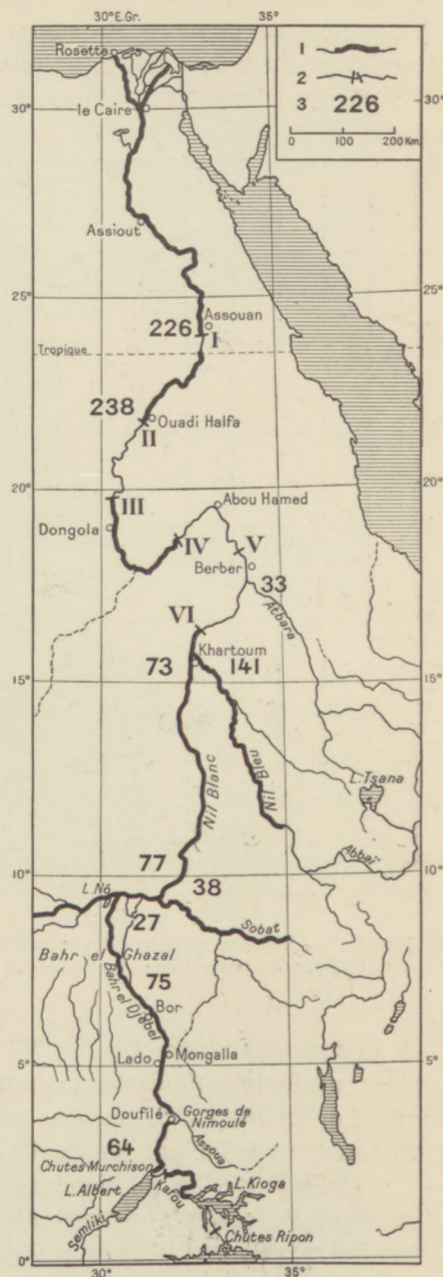 30°E.Gr.
35°
Rosette
1
2
3 226
0 100 200 Km.
30°
30°
le Caire
Assiout
25°
25°
Assouan
226
I
Tropique
238
Ouadi Halfa
II
20°
20°
III
Abou Hamed
Dongola
IV
V
Berber
33
Atbara
VI
Khartoum
73
141
15°
15°
Nil Blanc
Nil Bleu
L. Tsana
Abbaï
77
38
10°
10°
L. Nô
27
Sobat
Bahr el Ghazal
75
Bahr el Djebel
Bor
Lado
Mongalla
5°
5°
Doufilé
Gorges de
Nimoulé
Assoua
64
Chutes Murchison
L. Albert
Kafou
L. Kioga
Semliki
Chutes Ripon
0°
30°
35°